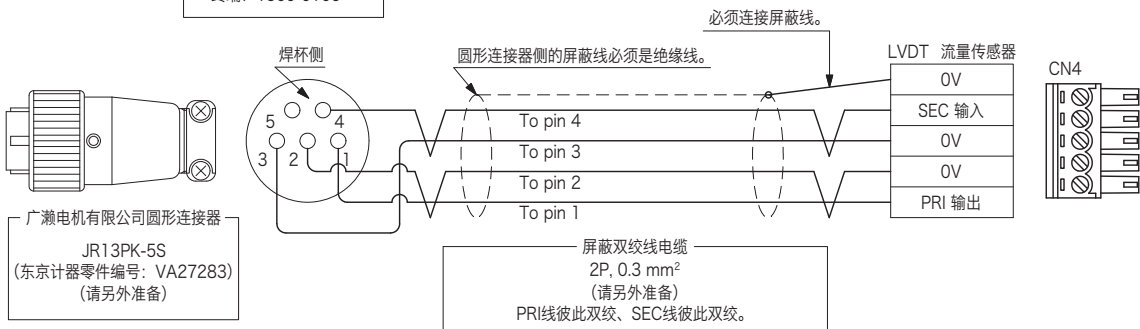 必须连接屏蔽线。
焊杯侧
圆形连接器侧的屏蔽线必须是绝缘线。
LVDT 流量传感器
CN4
0V
SEC 输入
0V
0V
PRI 输出
5
4
3
2
1
To pin 4
To pin 3
To pin 2
To pin 1
广濑电机有限公司圆形连接器
JR13PK-5S
(东京计器零件编号：VA27283)
(请另外准备)
屏蔽双绞线电缆
2P, 0.3 mm²
(请另外准备)
PRI线彼此双绞、SEC线彼此双绞。